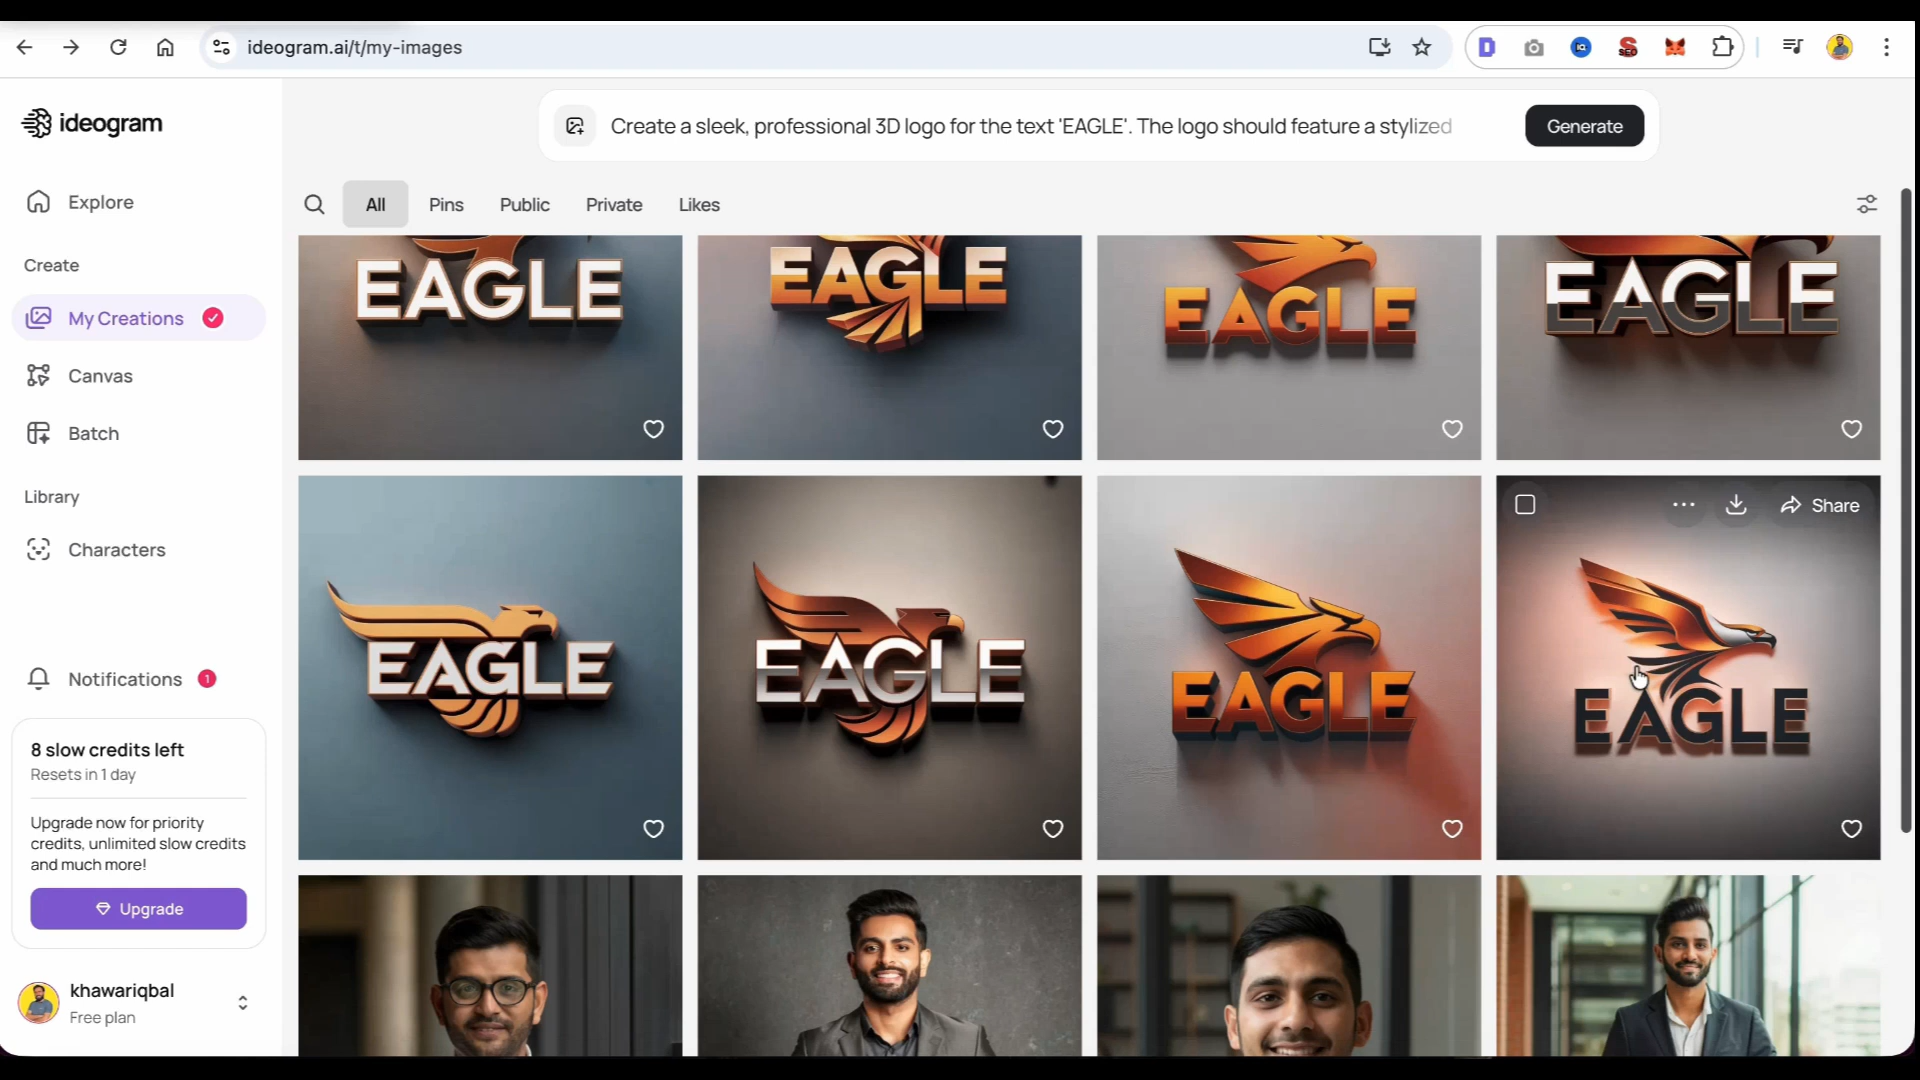 ideogram.ai/t/my-images
ideogram
Create a sleek, professional 3D logo for the text 'EAGLE'. The logo should feature a stylized
Generate
Explore
Create
My Creations
Canvas
Batch
Library
Characters
Notifications 1
8 slow credits left
Resets in 1 day
Upgrade now for priority
credits, unlimited slow credits
and much more!
Upgrade
khawariqbal
Free plan
All Pins Public Private Likes
EAGLE
EAGLE
EAGLE
EAGLE
EAGLE
EAGLE
EAGLE
Share
EAGLE
SEO
IQ
D